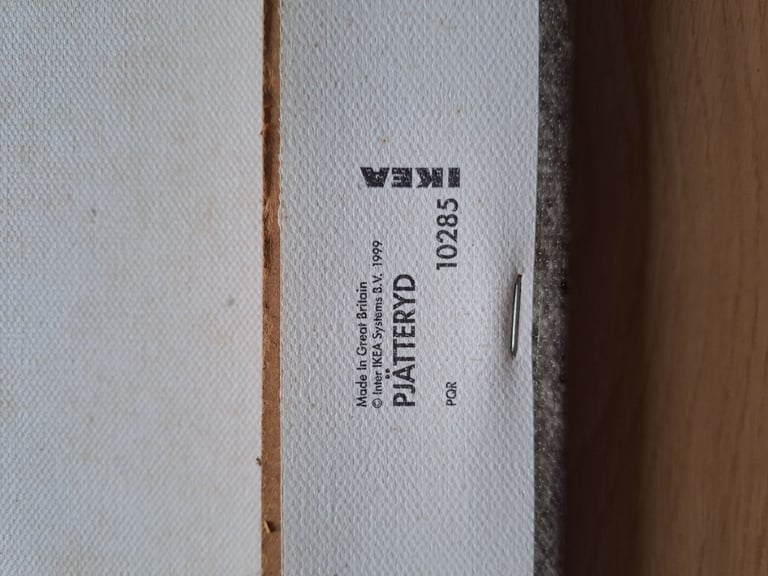 Made In Great Britain
© Inter IKEA Systems B.V. 1999
PJÄTTERYD
10285
PQR
IKEA